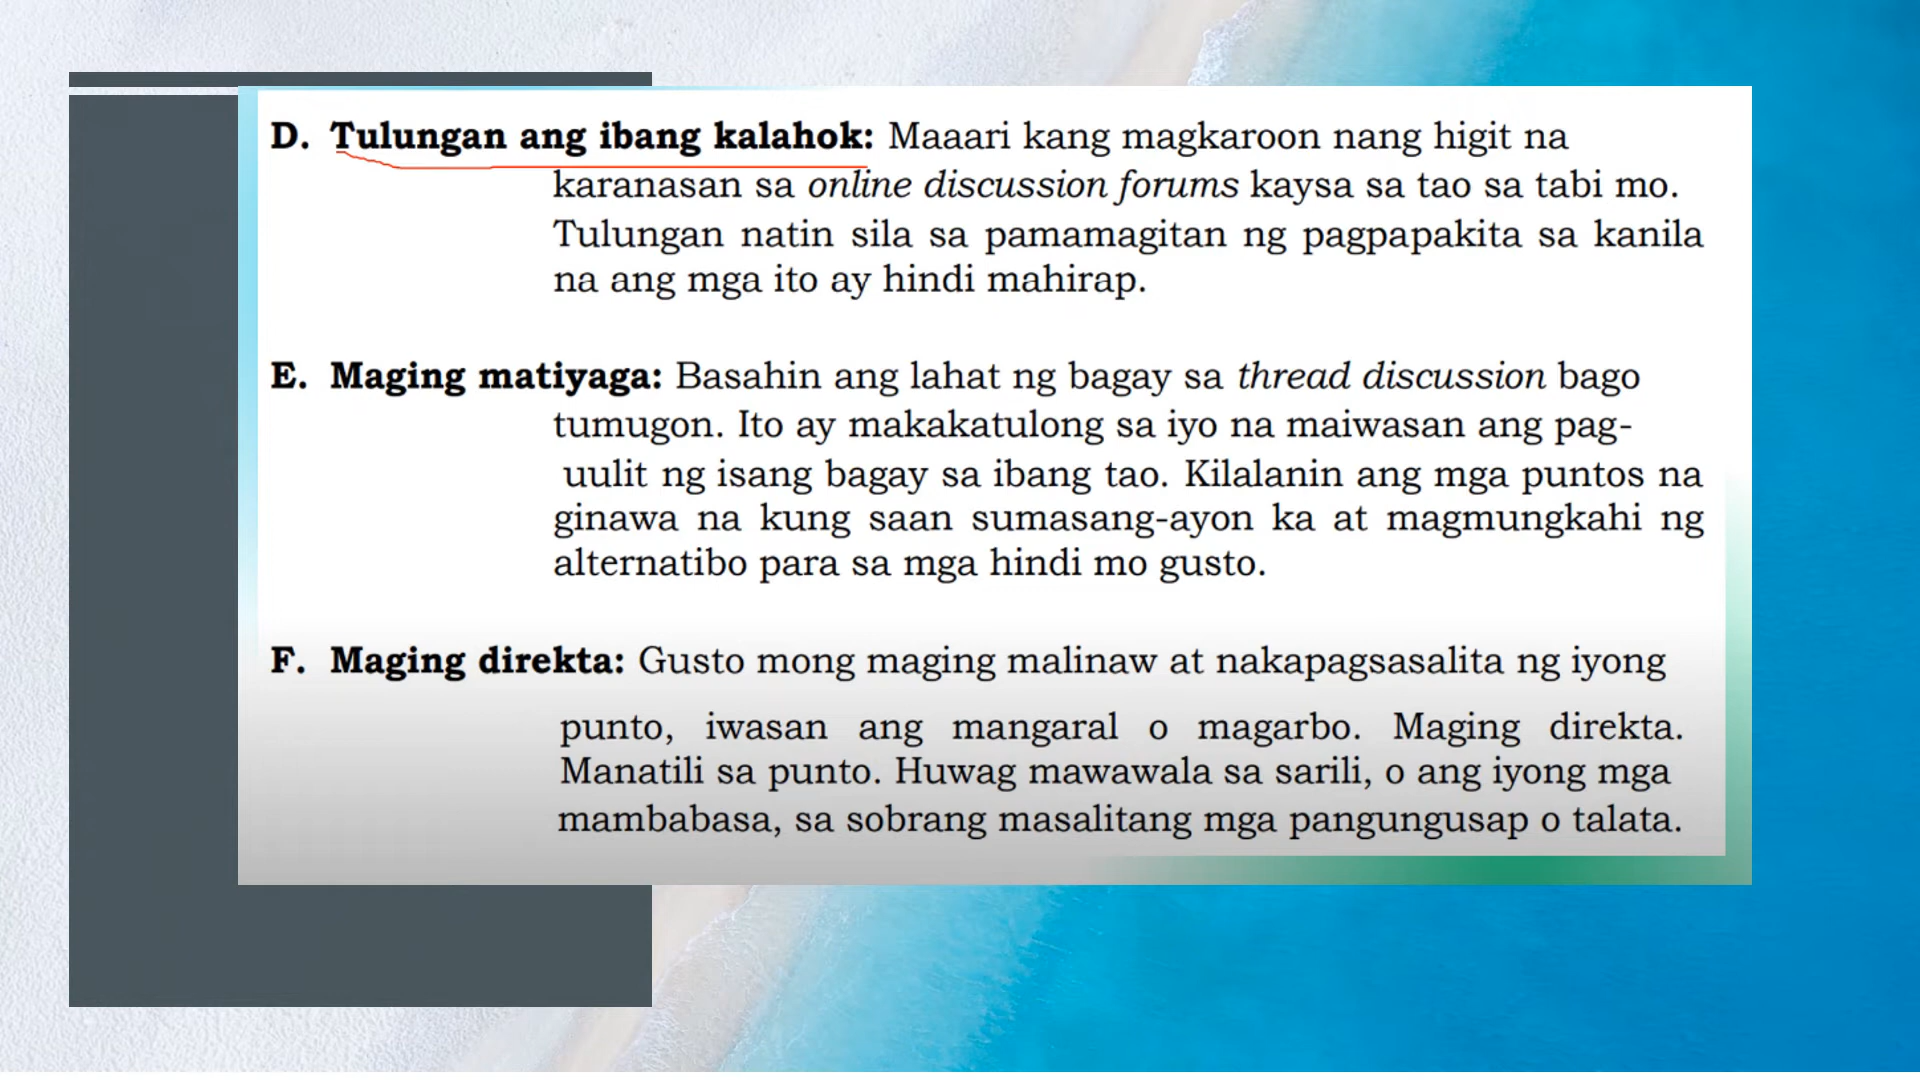 D. Tulungan ang ibang kalahok: Maaari kang magkaroon nang higit na
karanasan sa online discussion forums kaysa sa tao sa tabi mo.
Tulungan natin sila sa pamamagitan ng pagpapakita sa kanila
na ang mga ito ay hindi mahirap.
E. Maging matiyaga: Basahin ang lahat ng bagay sa thread discussion bago
tumugon. Ito ay makakatulong sa iyo na maiwasan ang pag-
uulit ng isang bagay sa ibang tao. Kilalanin ang mga puntos na
ginawa na kung saan sumasang-ayon ka at magmungkahi ng
alternatibo para sa mga hindi mo gusto.
F. Maging direkta: Gusto mong maging malinaw at nakapagsasalita ng iyong
punto, iwasan ang mangaral o magarbo. Maging direkta.
Manatili sa punto. Huwag mawawala sa sarili, o ang iyong mga
mambabasa, sa sobrang masalitang mga pangungusap o talata.